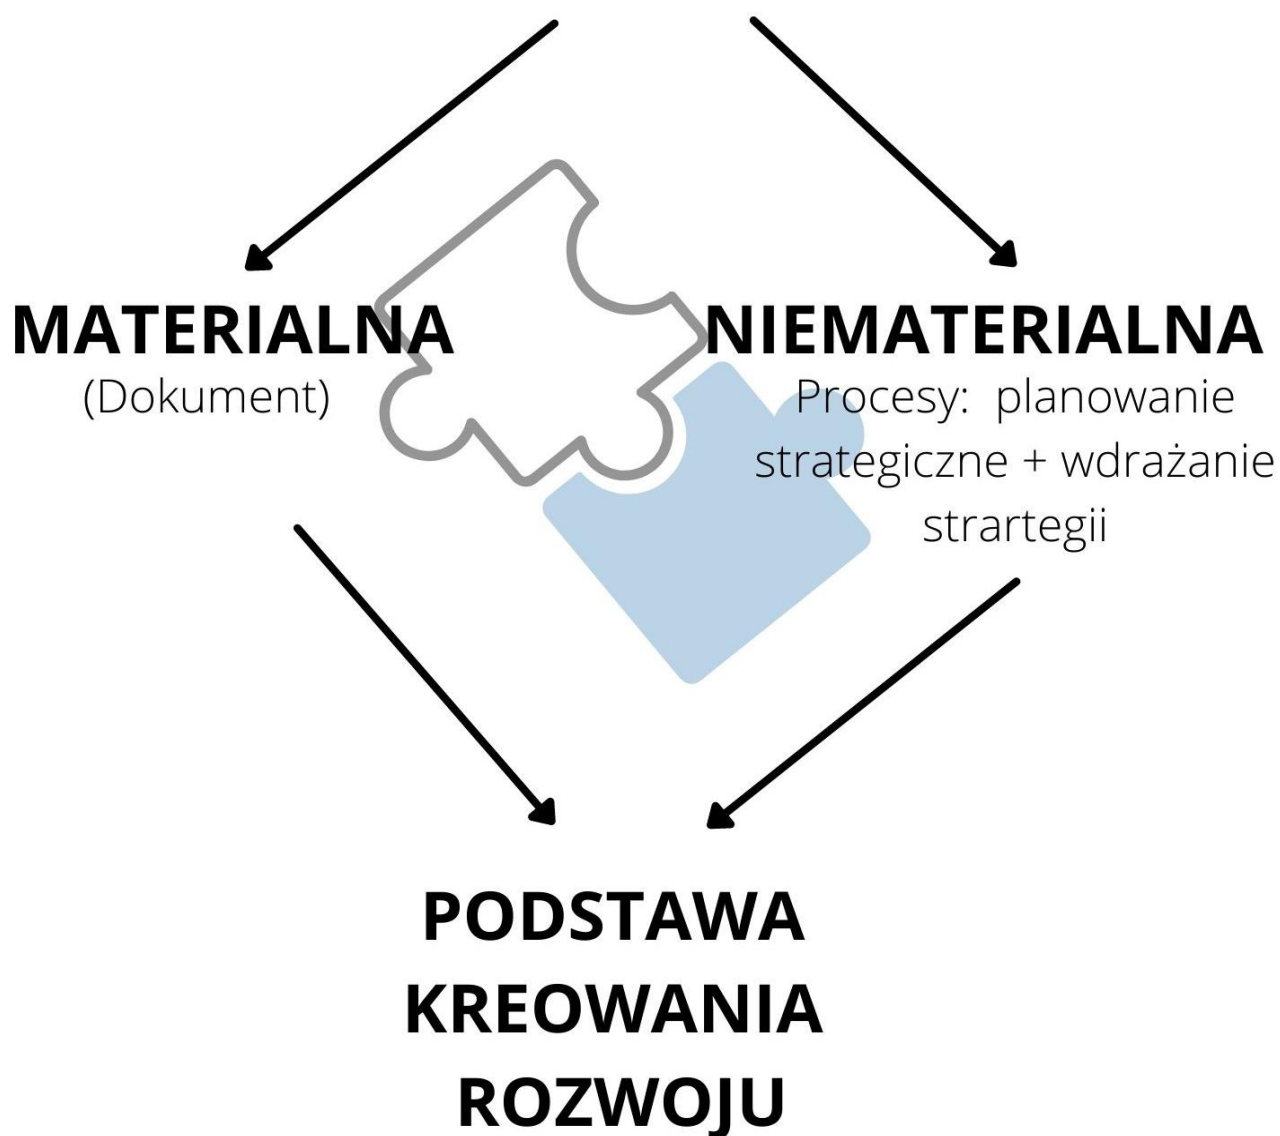 MATERIALNA
(Dokument)
NIEMATERIALNA
Procesy: planowanie
strategiczne + wdrażanie
strartegii
PODSTAWA
KREOWANIA
ROZWOJU